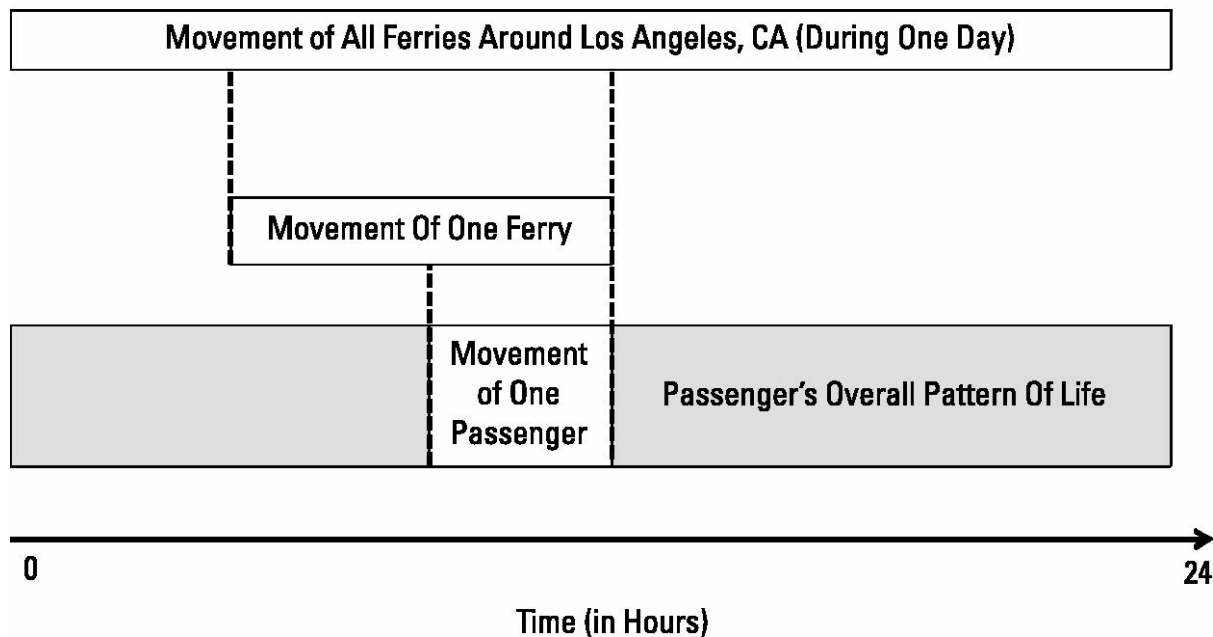 Movement of All Ferries Around Los Angeles, CA (During One Day)
Movement Of One Ferry
Movement
of One
Passenger
Passenger's Overall Pattern Of Life
0
24
Time (in Hours)